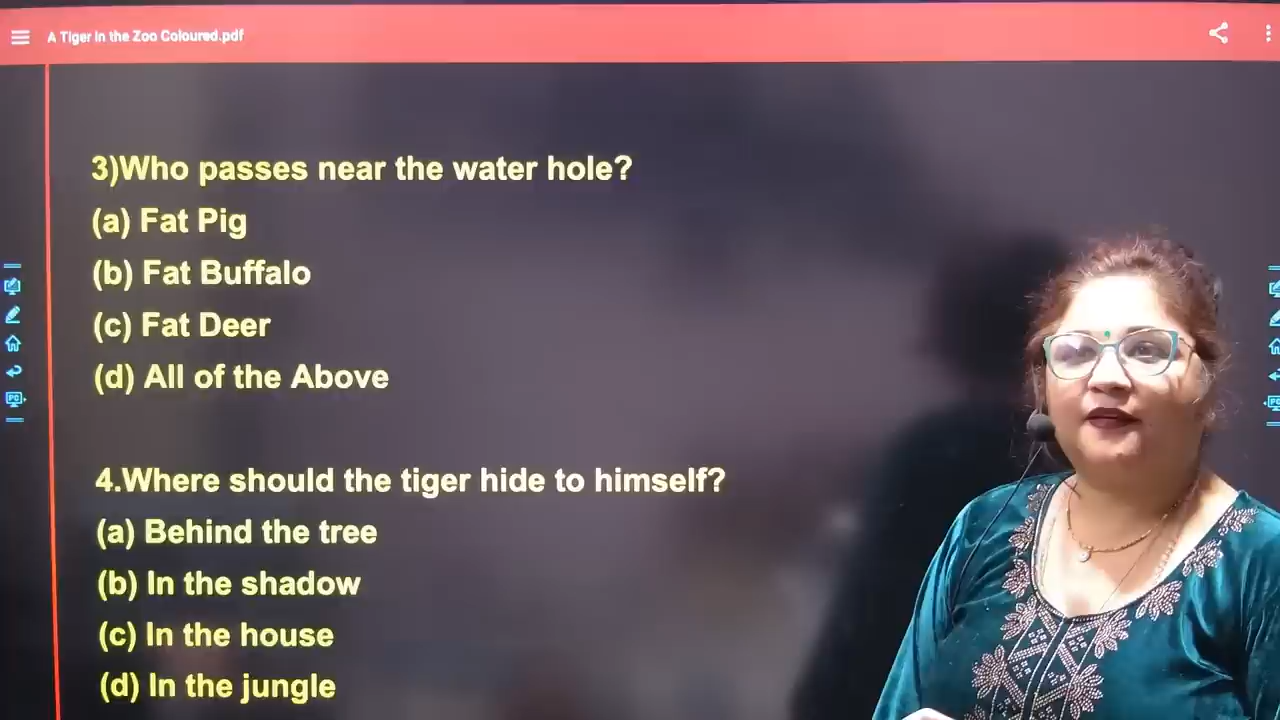 A Tiger in the Zoo Coloured.pdf
3)Who passes near the water hole?
(a) Fat Pig
(b) Fat Buffalo
(c) Fat Deer
(d) All of the Above
4.Where should the tiger hide to himself?
(a) Behind the tree
(b) In the shadow
(c) In the house
(d) In the jungle